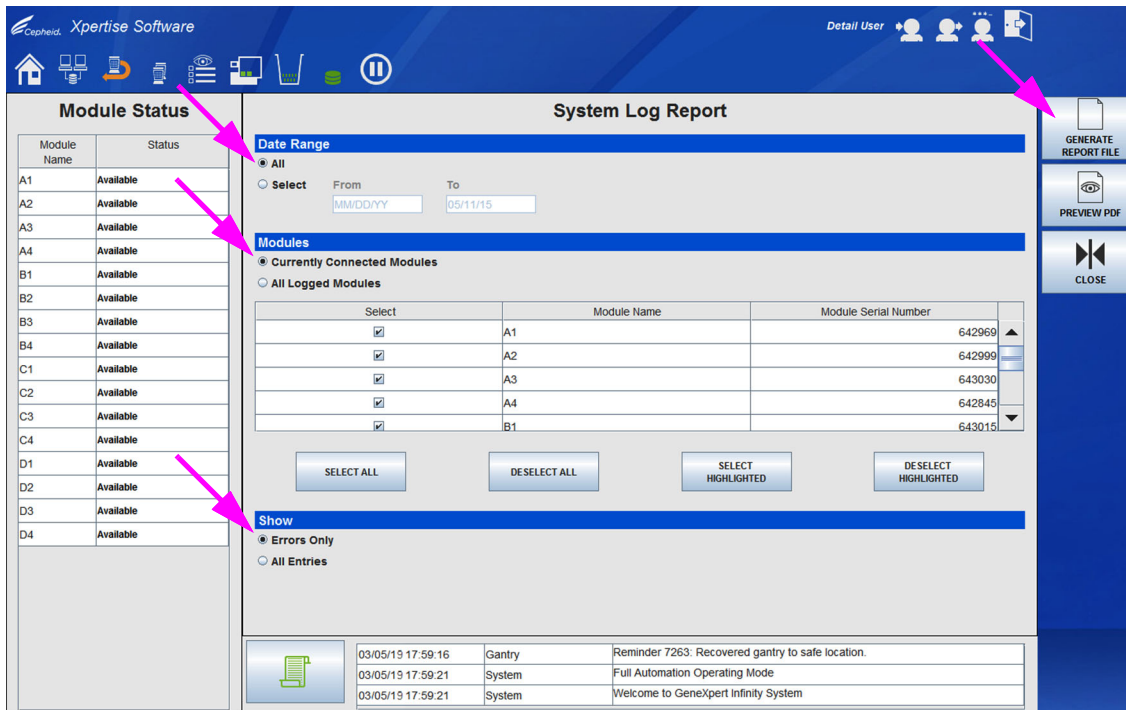 Cepheid. Xpertise Software
Detail User
Module Status
Module Name Status
A1 Available
A2 Available
A3 Available
A4 Available
B1 Available
B2 Available
B3 Available
B4 Available
C1 Available
C2 Available
C3 Available
C4 Available
D1 Available
D2 Available
D3 Available
D4 Available
System Log Report
Date Range
All
Select From To
MM/DD/YY 05/11/15
Modules
Currently Connected Modules
All Logged Modules
Select Module Name Module Serial Number
A1 642969
A2 642999
A3 643030
A4 642845
B1 643015
SELECT ALL
DESELECT ALL
SELECT
HIGHLIGHTED
DESELECT
HIGHLIGHTED
Show
Errors Only
All Entries
03/05/19 17:59:16 Gantry Reminder 7263: Recovered gantry to safe location.
03/05/19 17:59:21 System Full Automation Operating Mode
03/05/19 17:59:21 System Welcome to GeneXpert Infinity System
GENERATE
REPORT FILE
PREVIEW PDF
CLOSE